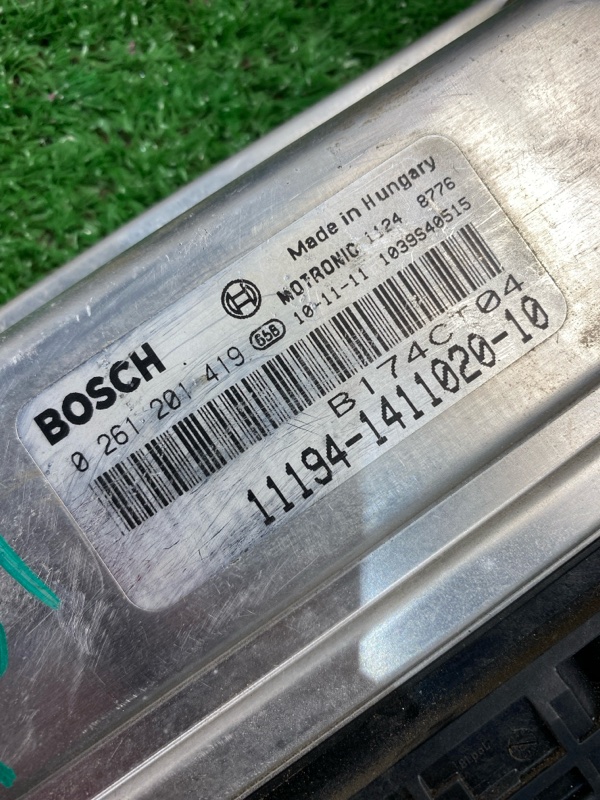 Made in Hungary
MOTRONIC 1124 8776
BOSCH
0 261 201 419 GSB 10-11-11 1039S40515
B174CT04
11194-1411020-10